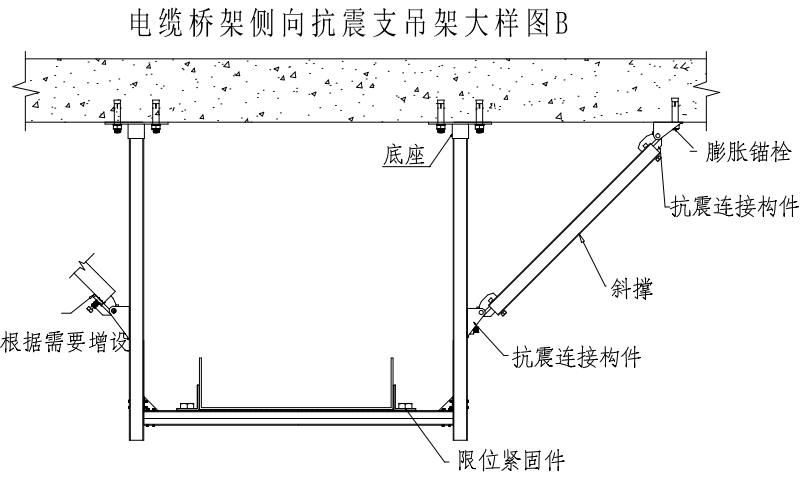 电缆桥架侧向抗震支吊架大样图B
底座
膨胀锚栓
抗震连接构件
斜撑
根据需要增设
抗震连接构件
限位紧固件